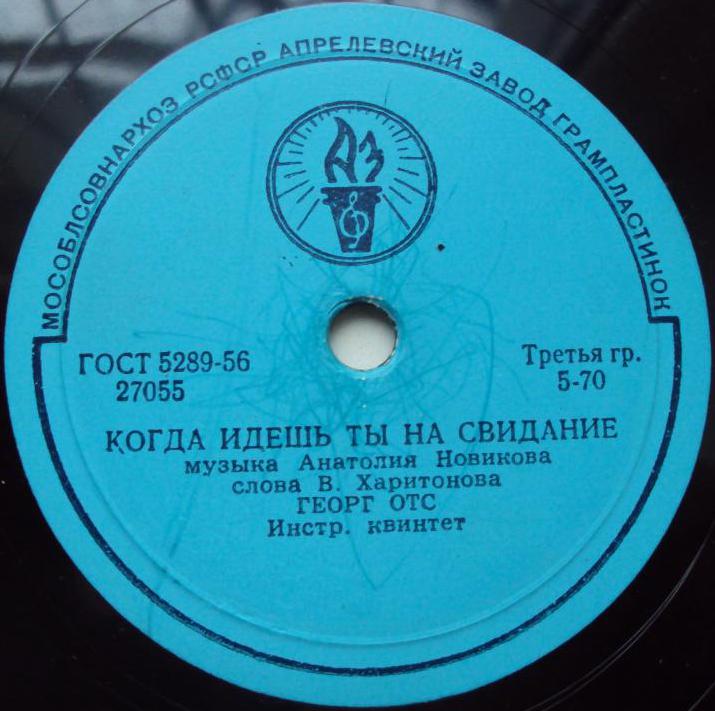 МОСОБЛСОВНАРХОЗ РСФСР АПРЕЛЕВСКИЙ ЗАВОД ГРАМПЛАСТИНОК
АЗ
ГОСТ 5289-56
27055
Третья гр.
5-70
КОГДА ИДЕШЬ ТЫ НА СВИДАНИЕ
музыка Анатолия Новикова
слова В. Харитонова
ГЕОРГ ОТС
Инстр. квинтет